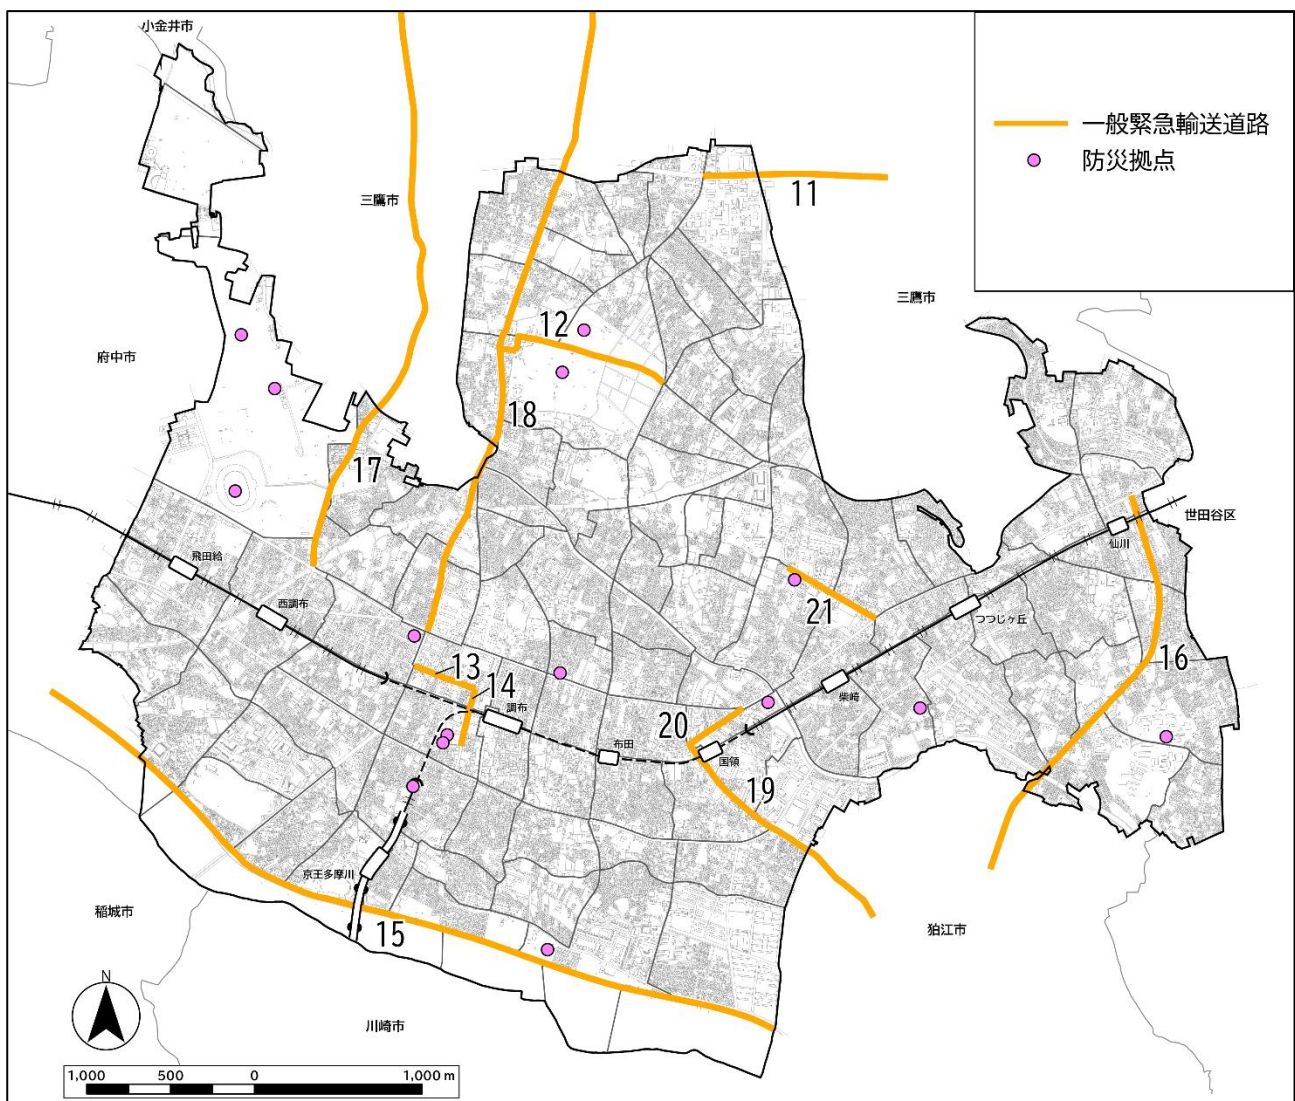 小金井市
一般緊急輸送道路
防災拠点
三鷹市
11
三鷹市
12
府中市
18
17
世田谷区
仙川
飛田給
西調布
つつじヶ丘
21
16
13
14
柴崎
調布
20
布田
国領
19
京王多摩川
稲城市
15
狛江市
N
川崎市
1,000 500 0 1,000 m